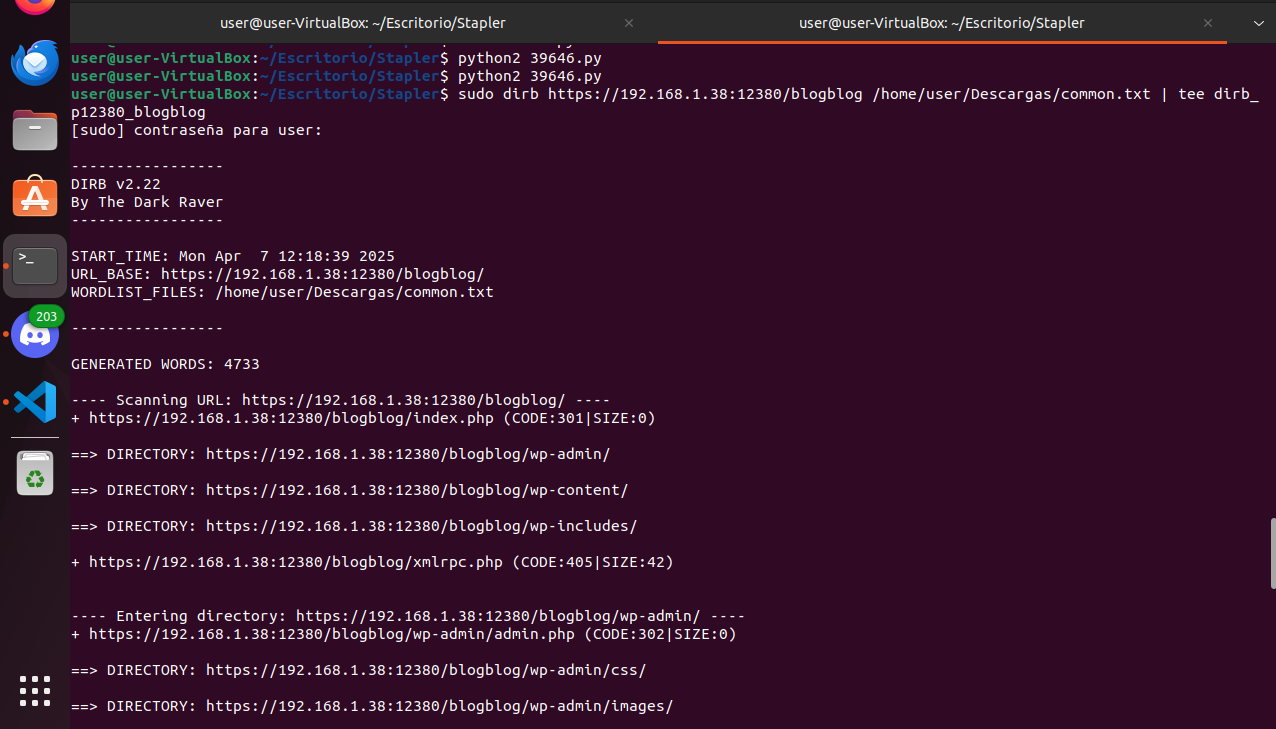 user@user-VirtualBox: ~/Escritorio/Stapler
user@user-VirtualBox: ~/Escritorio/Stapler
user@user-VirtualBox:~/Escritorio/Stapler$ python2 39646.py
user@user-VirtualBox:~/Escritorio/Stapler$ python2 39646.py
user@user-VirtualBox:~/Escritorio/Stapler$ sudo dirb https://192.168.1.38:12380/blogblog /home/user/Descargas/common.txt | tee dirb_
p12380_blogblog
[sudo] contraseña para user:
-----------------
DIRB v2.22
By The Dark Raver
-----------------
START_TIME: Mon Apr  7 12:18:39 2025
URL_BASE: https://192.168.1.38:12380/blogblog/
WORDLIST_FILES: /home/user/Descargas/common.txt
-----------------
GENERATED WORDS: 4733
---- Scanning URL: https://192.168.1.38:12380/blogblog/ ----
+ https://192.168.1.38:12380/blogblog/index.php (CODE:301|SIZE:0)
==> DIRECTORY: https://192.168.1.38:12380/blogblog/wp-admin/
==> DIRECTORY: https://192.168.1.38:12380/blogblog/wp-content/
==> DIRECTORY: https://192.168.1.38:12380/blogblog/wp-includes/
+ https://192.168.1.38:12380/blogblog/xmlrpc.php (CODE:405|SIZE:42)
---- Entering directory: https://192.168.1.38:12380/blogblog/wp-admin/ ----
+ https://192.168.1.38:12380/blogblog/wp-admin/admin.php (CODE:302|SIZE:0)
==> DIRECTORY: https://192.168.1.38:12380/blogblog/wp-admin/css/
==> DIRECTORY: https://192.168.1.38:12380/blogblog/wp-admin/images/
>_
203